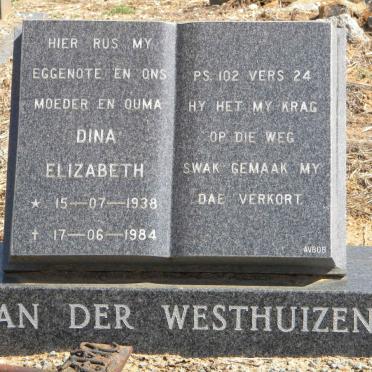 HIER RUS MY
EGGENOTE EN ONS
MOEDER EN OUMA
DINA
ELIZABETH
★ 15—07—1938
✝ 17—06—1984
PS. 102 VERS 24
HY HET MY KRAG
OP DIE WEG
SWAK GEMAAK MY
DAE VERKORT.
AVBOB
AN DER WESTHUIZEN